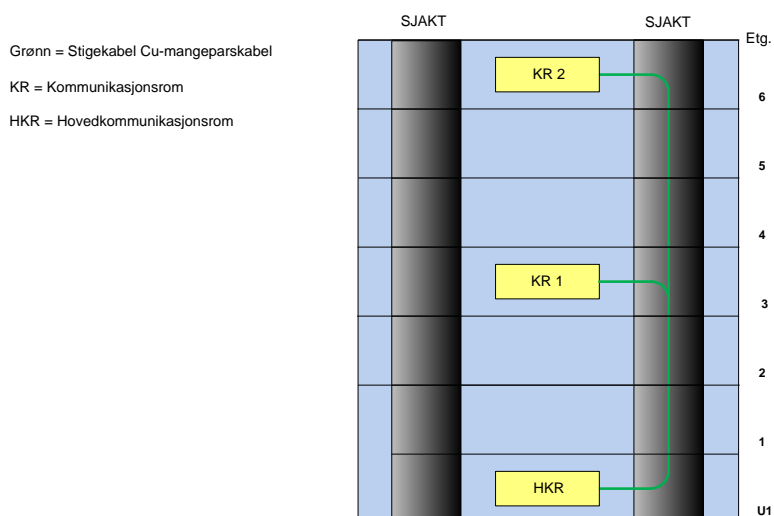 SJAKT
SJAKT
Etg.
Grønn = Stigekabel Cu-mangeparskabel
KR = Kommunikasjonsrom
HKR = Hovedkommunikasjonsrom
KR 2
6
5
4
KR 1
3
2
1
HKR
U1